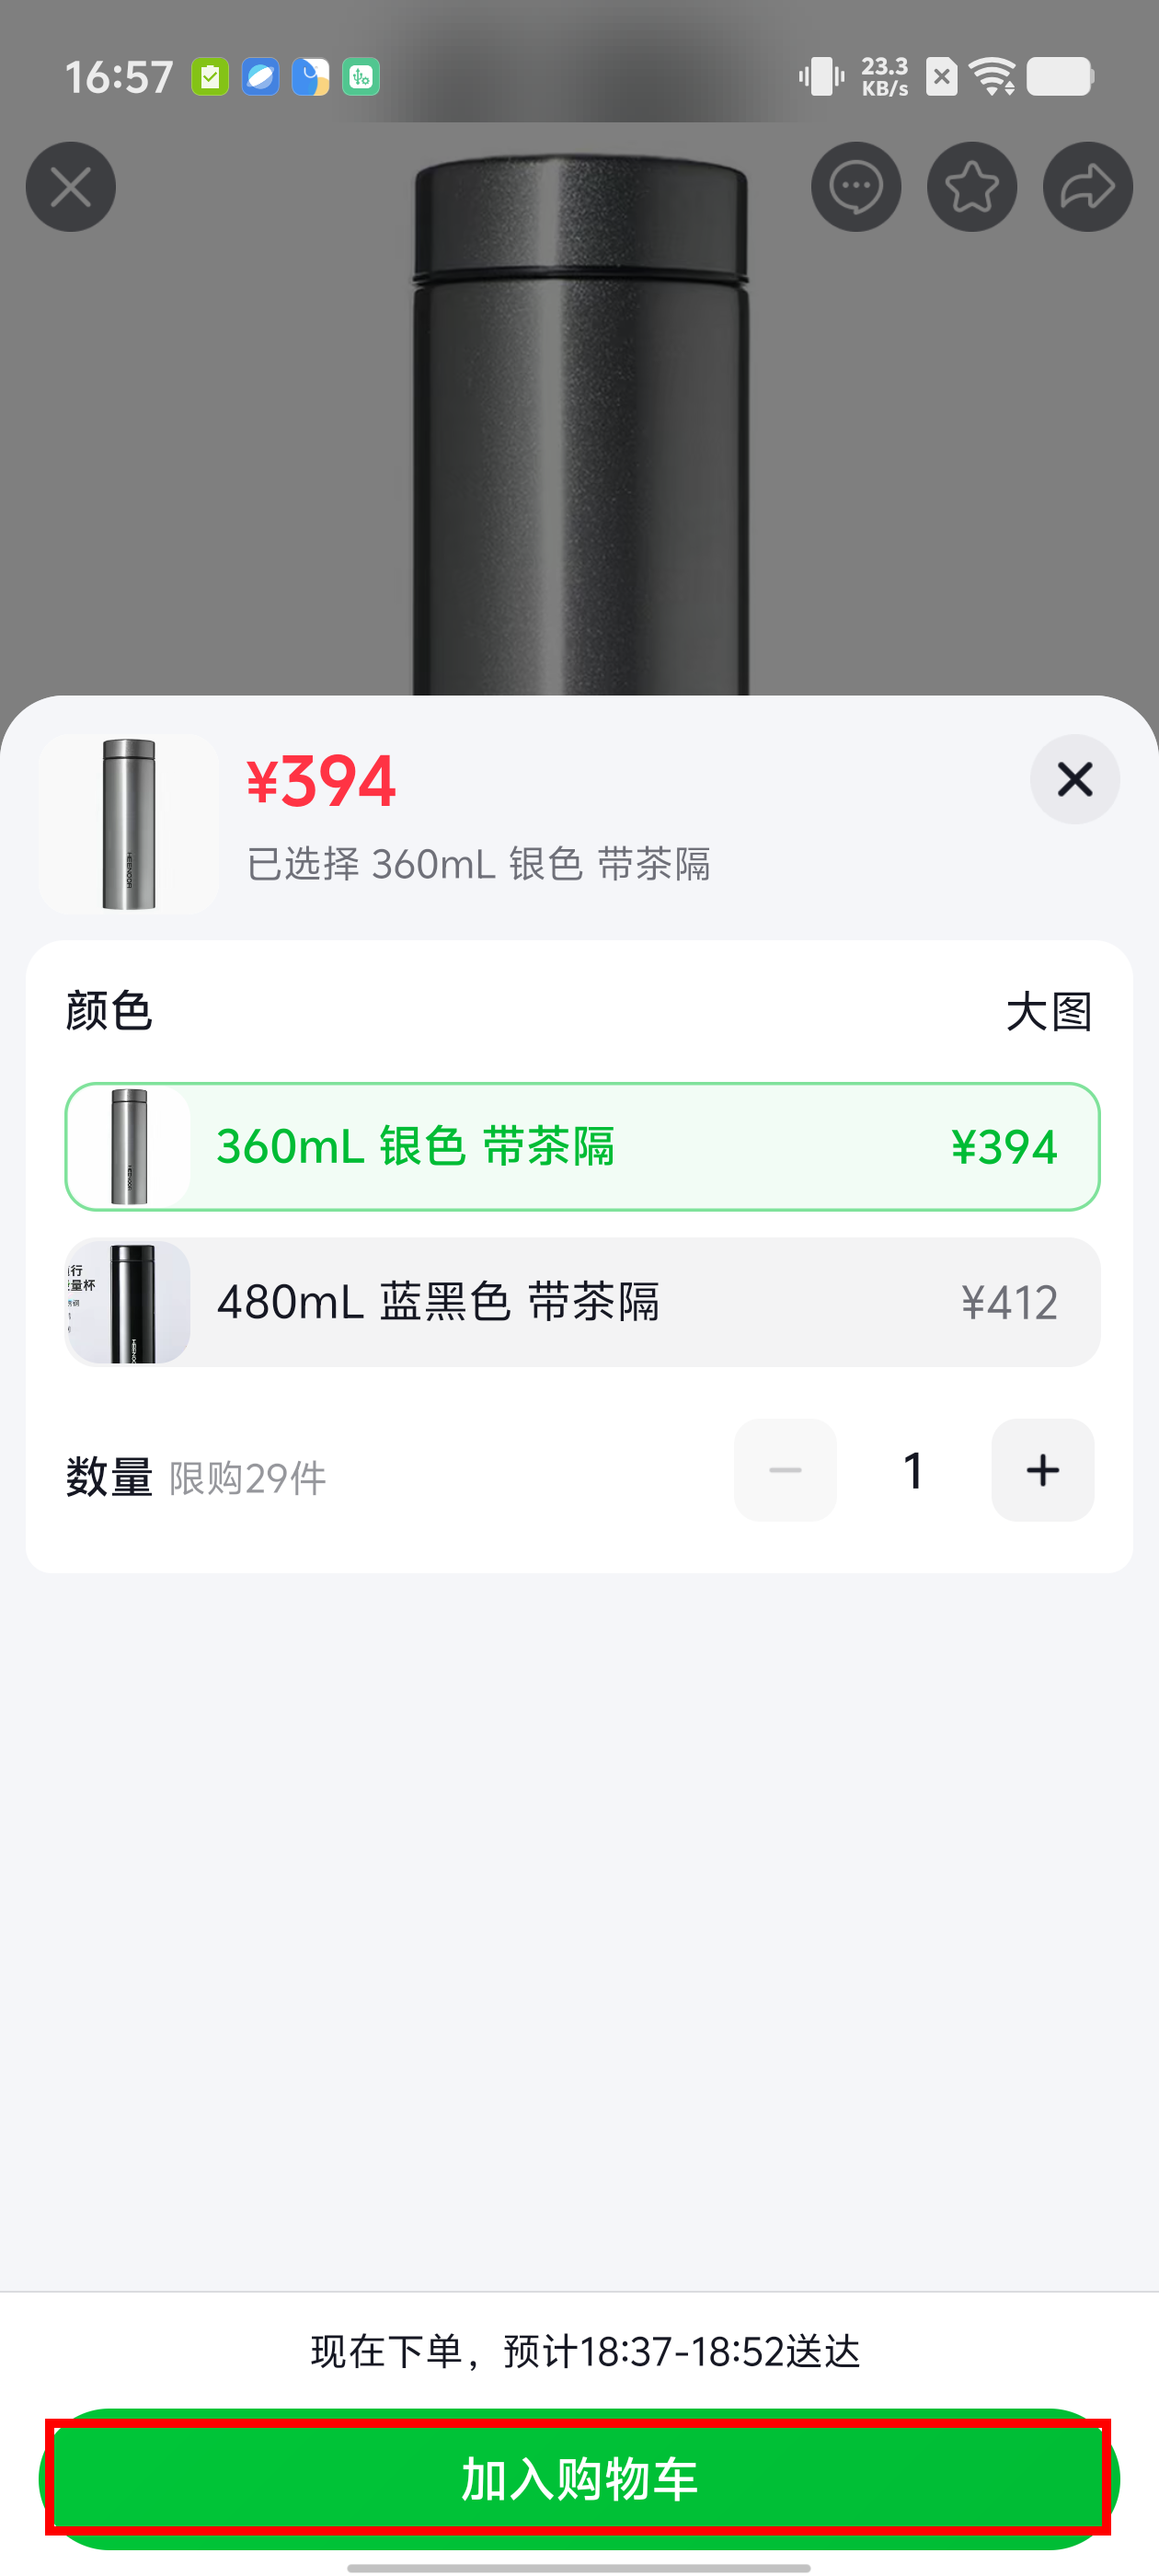 16:57
23.3
KB/s
¥394
已选择 360mL 银色 带茶隔
颜色
大图
360mL 银色 带茶隔
¥394
480mL 蓝黑色 带茶隔
¥412
数量 限购29件
1
现在下单，预计18:37-18:52送达
加入购物车